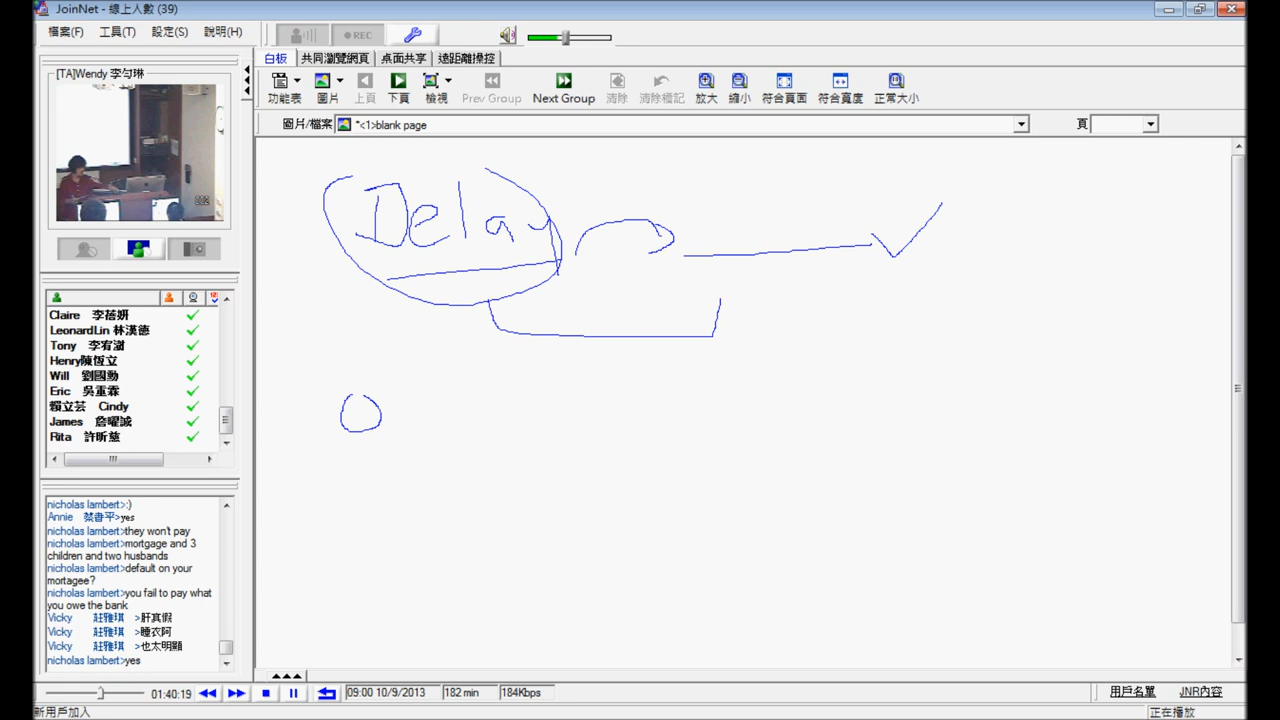 JoinNet - 線上人數 (39)
檔案(F) 工具(T) 設定(S) 說明(H)
REC
[TA]Wendy 李勻琳
白板 共同瀏覽網頁 桌面共享 遠距離操控
功能表 圖片 上頁 下頁 檢視 Prev Group Next Group 清除 清除標記 放大 縮小 符合頁面 符合寬度 正常大小
圖片/檔案 *<1>blank page 頁
Delay
Claire 李蓓妍
LeonardLin 林漢德
Tony 李宥澍
Henry陳恆立
Will 劉國勳
Eric 吳重霖
賴立芸 Cindy
James 詹曜誠
Rita 許昕慈
nicholas lambert>:)
Annie 蔡書平>yes
nicholas lambert>they won't pay
nicholas lambert>mortgage and 3
children and two husbands
nicholas lambert>default on your
mortagee?
nicholas lambert>you fail to pay what
you owe the bank
Vicky 莊雅琪 >肝真假
Vicky 莊雅琪 >睡衣阿
Vicky 莊雅琪 >也太明顯
nicholas lambert>yes
01:40:19 09:00 10/9/2013 182 min 184Kbps 用戶名單 JNR內容
新用戶加入 正在播放